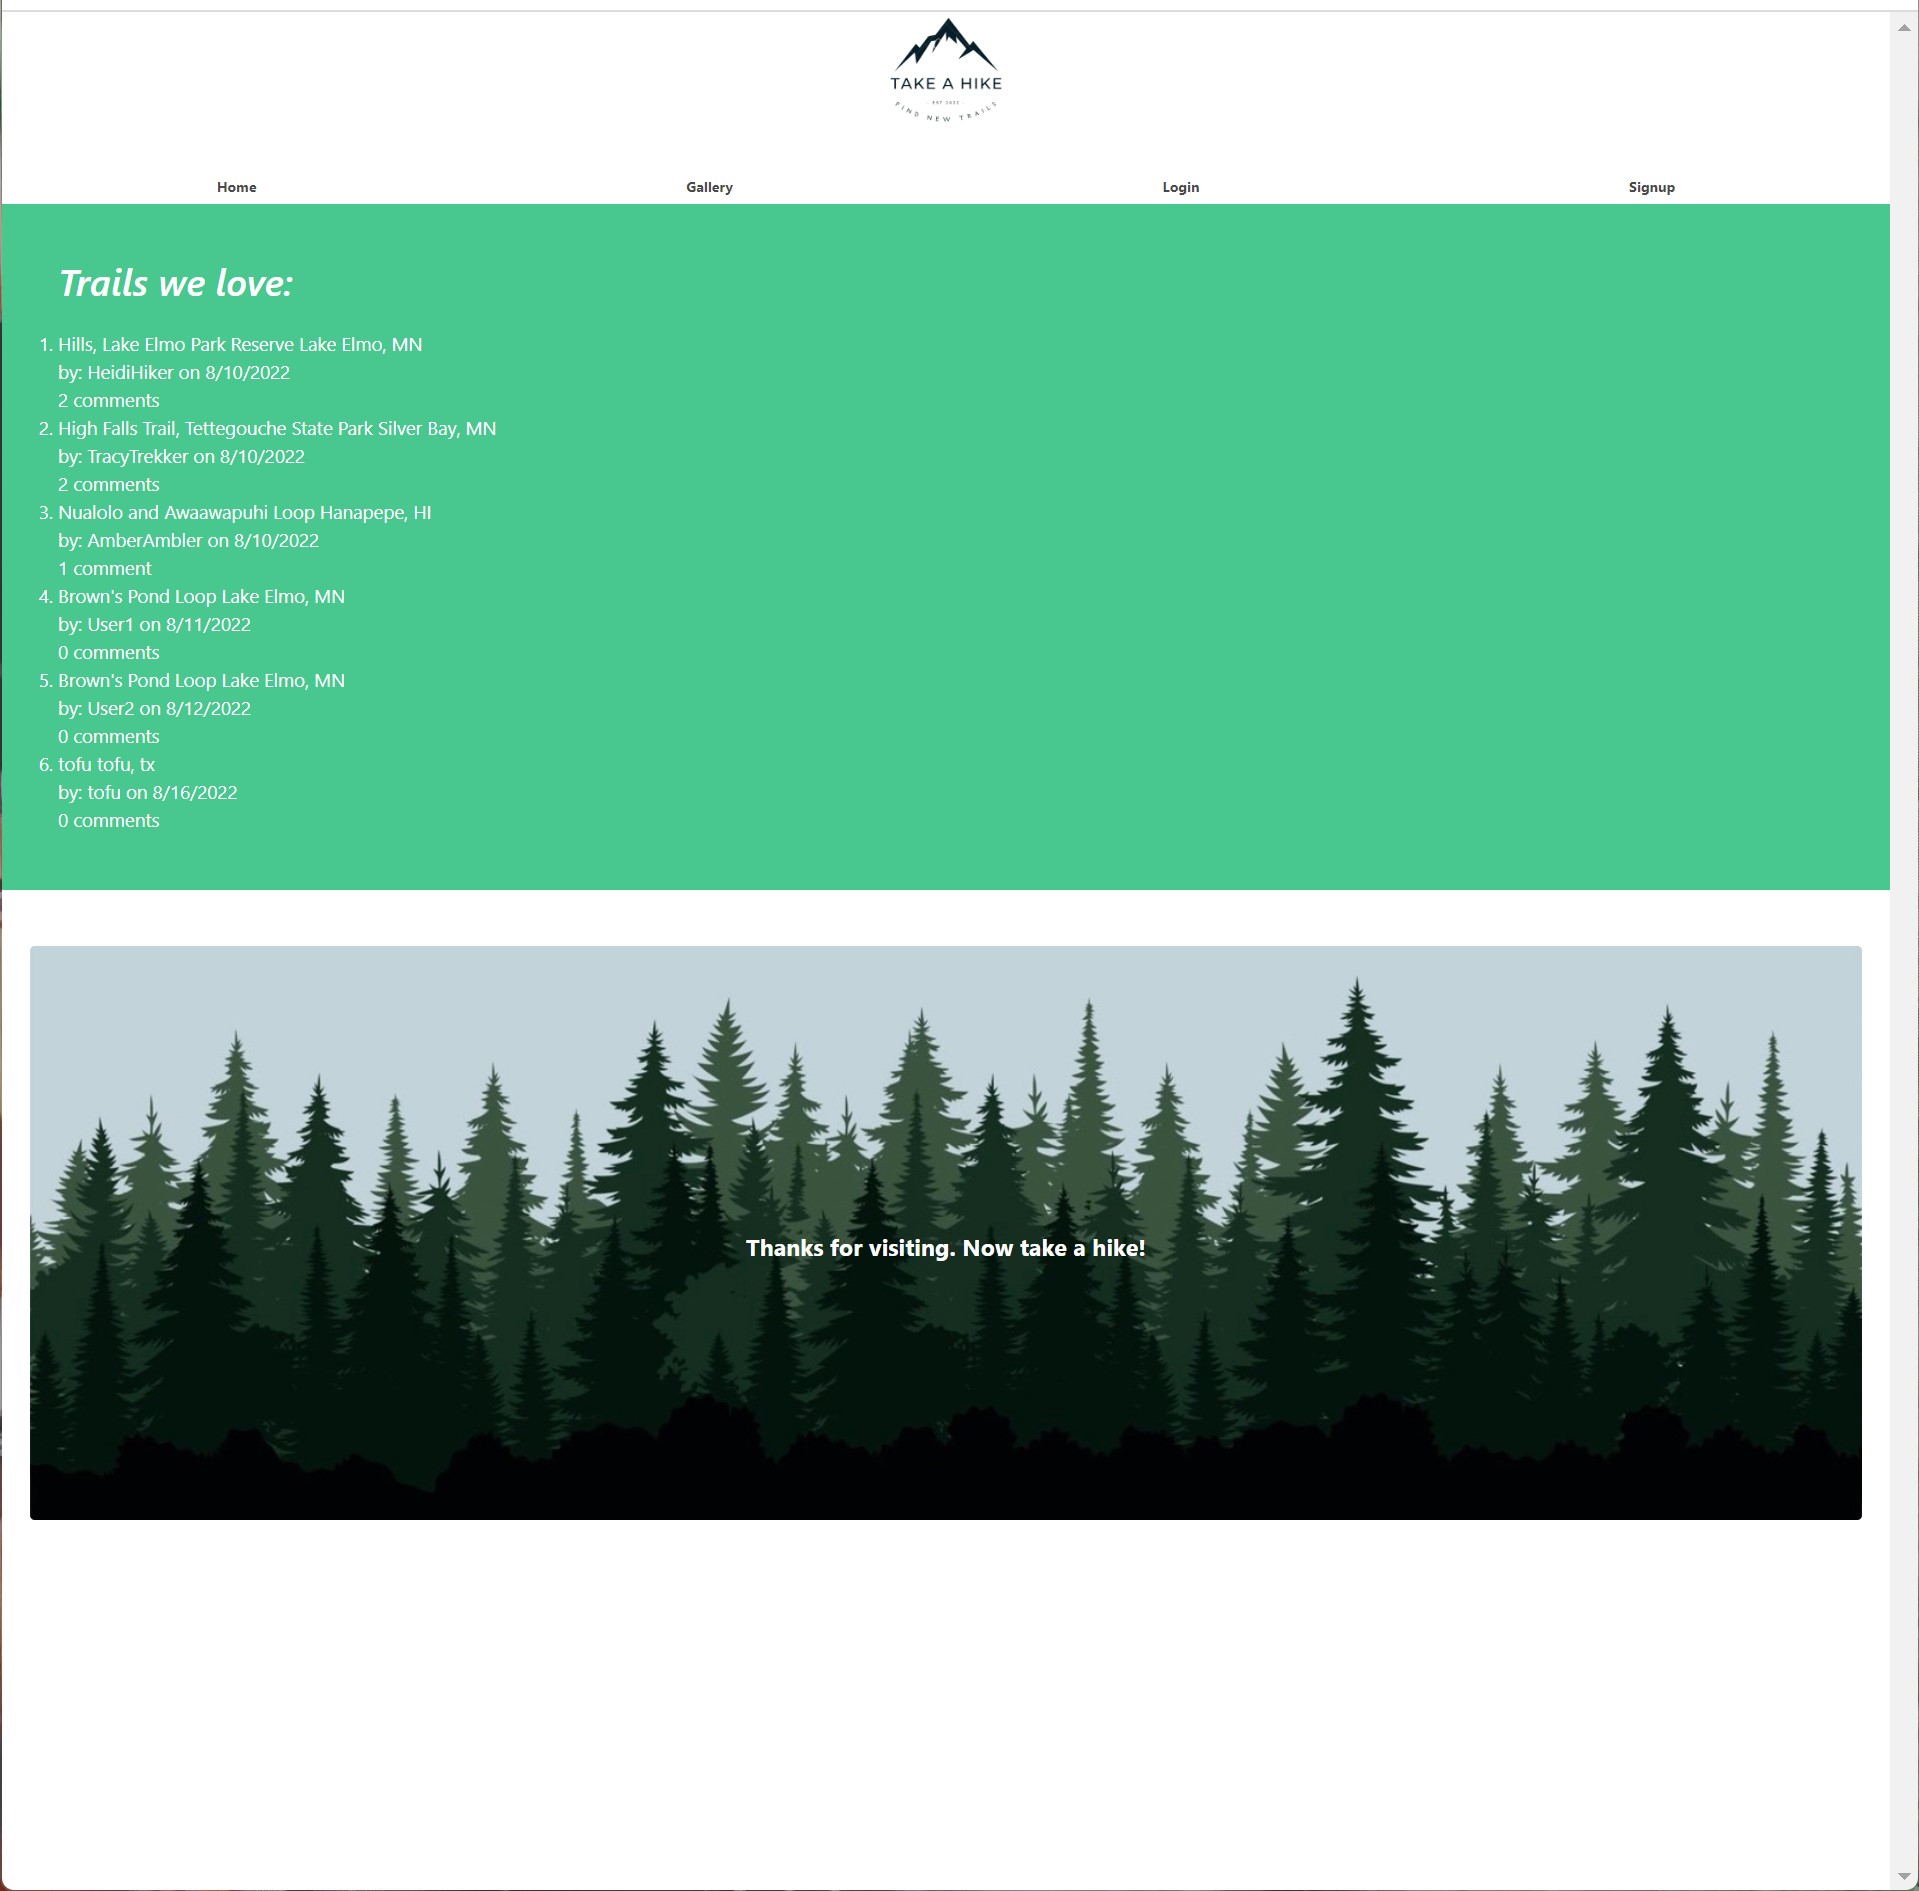 TAKE A HIKE
- EST 2022 -
FIND NEW TRAILS
Home Gallery Login Signup
Trails we love:
1. Hills, Lake Elmo Park Reserve Lake Elmo, MN
by: HeidiHiker on 8/10/2022
2 comments
2. High Falls Trail, Tettegouche State Park Silver Bay, MN
by: TracyTrekker on 8/10/2022
2 comments
3. Nualolo and Awaawapuhi Loop Hanapepe, HI
by: AmberAmbler on 8/10/2022
1 comment
4. Brown's Pond Loop Lake Elmo, MN
by: User1 on 8/11/2022
0 comments
5. Brown's Pond Loop Lake Elmo, MN
by: User2 on 8/12/2022
0 comments
6. tofu tofu, tx
by: tofu on 8/16/2022
0 comments
Thanks for visiting. Now take a hike!